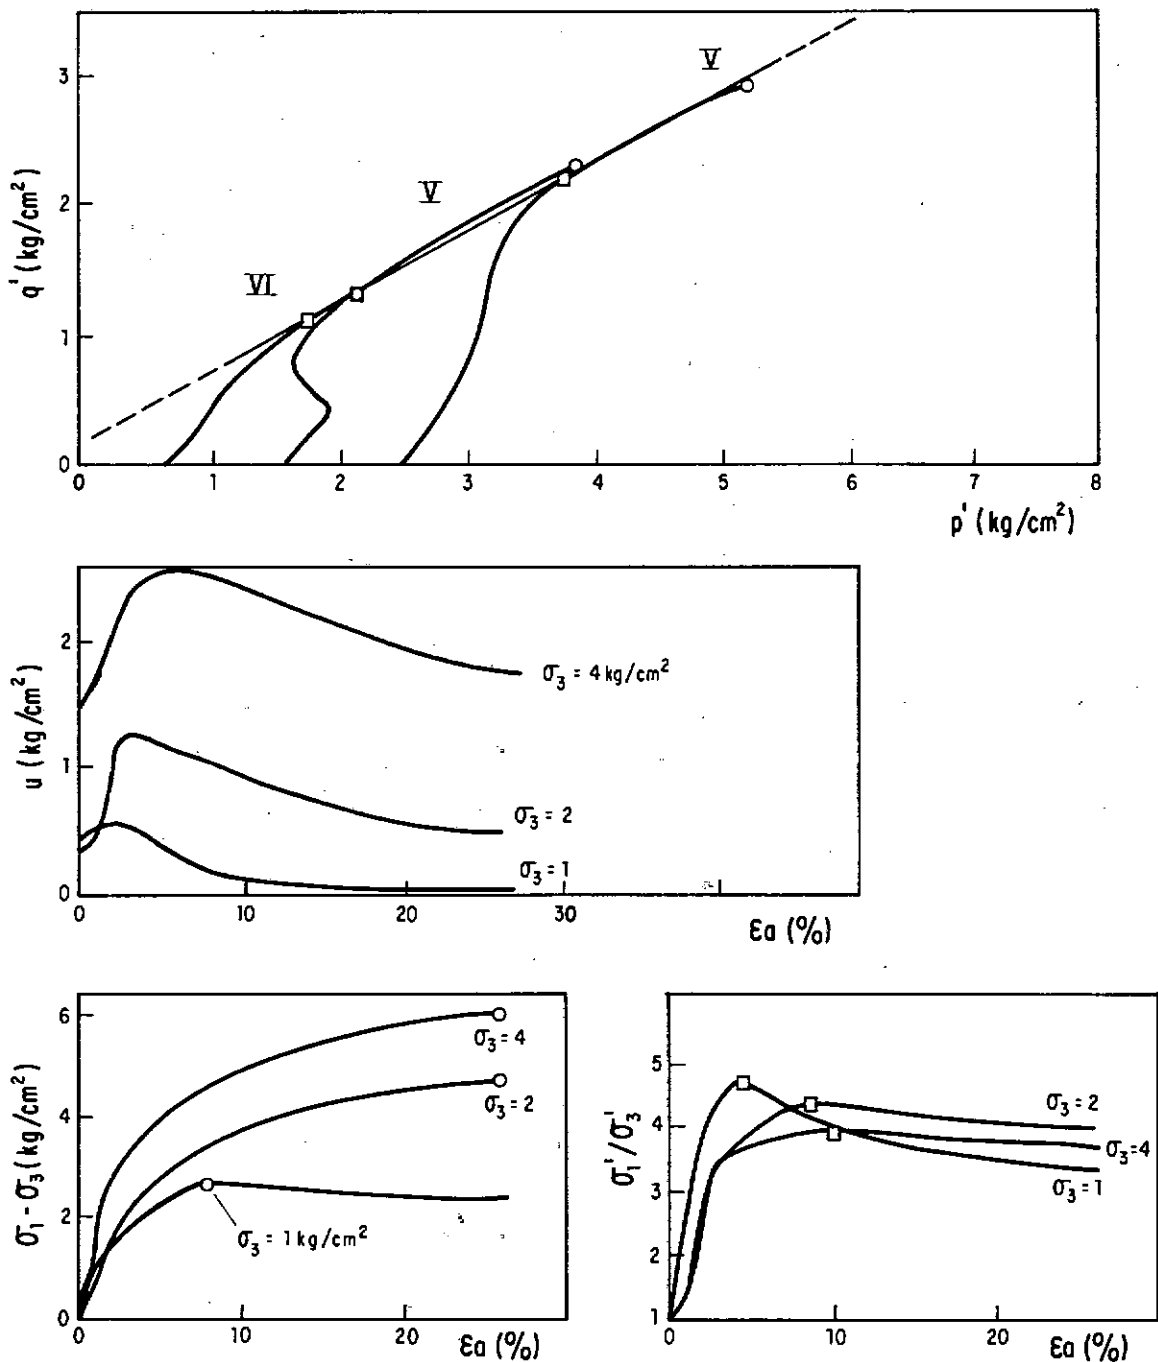 3
2
1
0
q' (kg/cm²)
V
V
VI
0 1 2 3 4 5 6 7 8
p' (kg/cm²)
2
1
0
u (kg/cm²)
σ₃ = 4 kg/cm²
σ₃ = 2
σ₃ = 1
0 10 20 30
εa (%)
6
4
2
0
σ₁ - σ₃ (kg/cm²)
σ₃ = 4
σ₃ = 2
σ₃ = 1 kg/cm²
0 10 20
εa (%)
5
4
3
2
1
σ₁'/σ₃'
σ₃ = 2
σ₃ = 4
σ₃ = 1
0 10 20
εa (%)